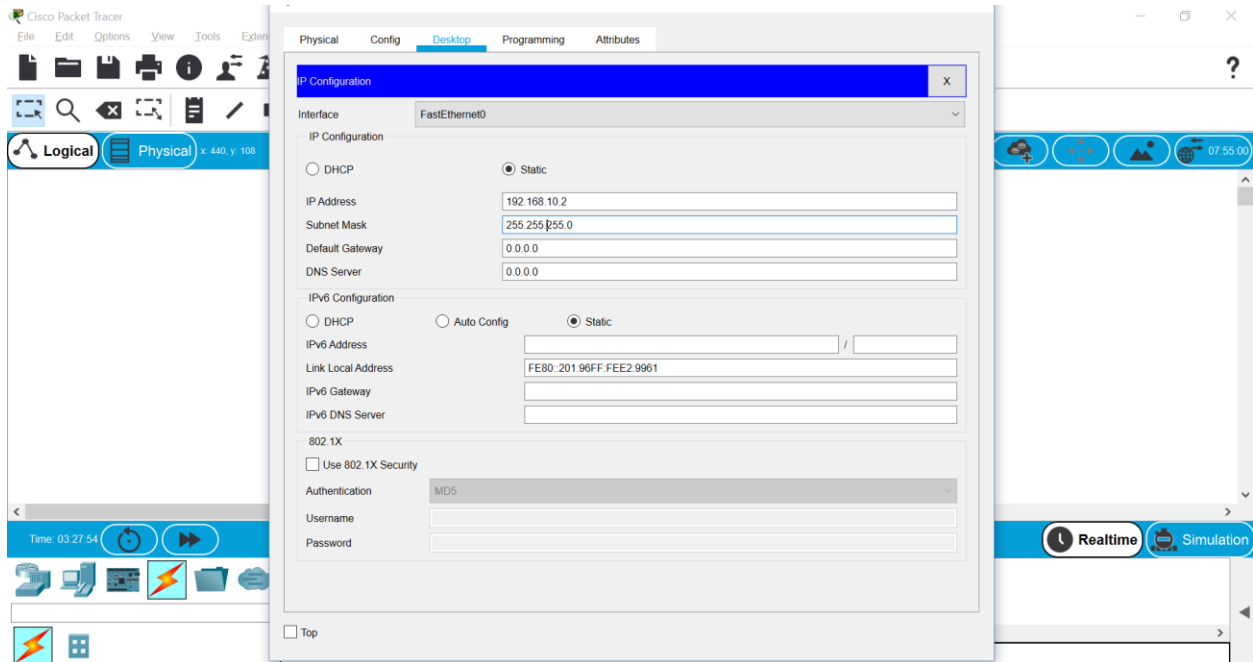 Cisco Packet Tracer
File Edit Options View Tools Exten
Physical Config Desktop Programming Attributes
?
IP Configuration X
Interface FastEthernet0
IP Configuration
Logical Physical x: 440, y: 108 07:55:00
DHCP Static
IP Address 192.168.10.2
Subnet Mask 255.255.255.0
Default Gateway 0.0.0.0
DNS Server 0.0.0.0
IPv6 Configuration
DHCP Auto Config Static
IPv6 Address /
Link Local Address FE80::201:96FF:FEE2:9961
IPv6 Gateway
IPv6 DNS Server
802.1X
Use 802.1X Security
Authentication MD5
Username
Password
Time: 03:27:54 Realtime Simulation
Top